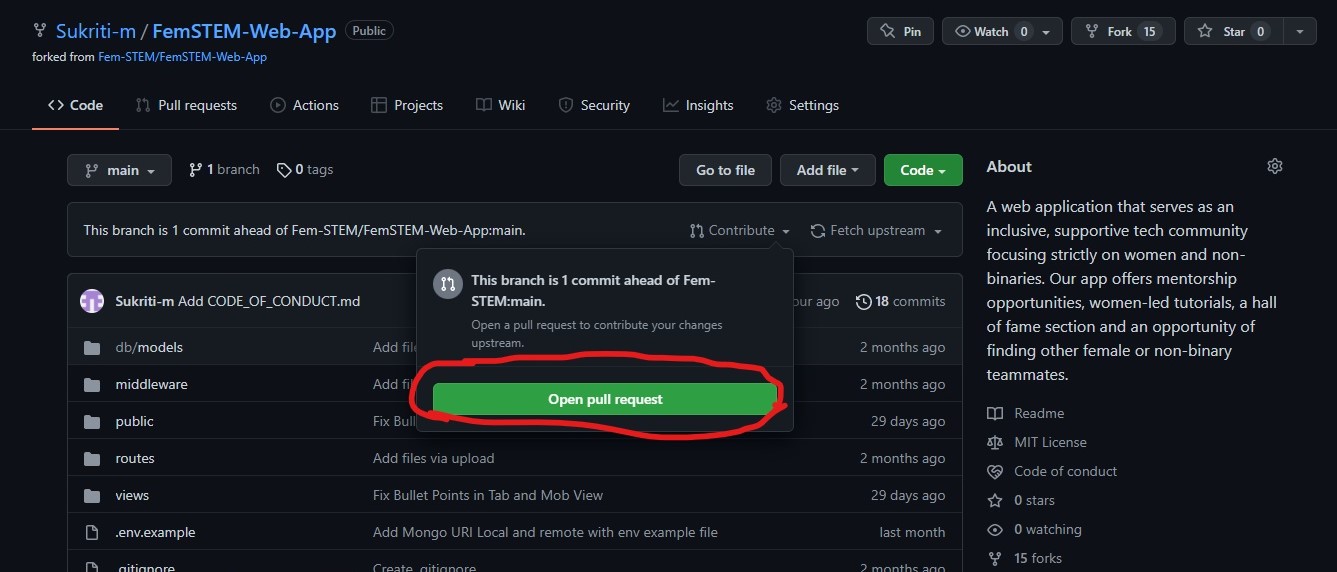 Sukriti-m / FemSTEM-Web-App Public
Pin Watch 0 Fork 15 Star 0
forked from Fem-STEM/FemSTEM-Web-App
Code Pull requests Actions Projects Wiki Security Insights Settings
main 1 branch 0 tags Go to file Add file Code
This branch is 1 commit ahead of Fem-STEM/FemSTEM-Web-App:main. Contribute Fetch upstream
This branch is 1 commit ahead of Fem-
STEM:main.
Open a pull request to contribute your changes
upstream.
Open pull request
Sukriti-m Add CODE_OF_CONDUCT.md ago 18 commits
db/models Add 2 months ago
middleware Add 2 months ago
public Fix 29 days ago
routes Add files via upload 2 months ago
views Fix Bullet Points in Tab and Mob View 29 days ago
.env.example Add Mongo URI Local and remote with env example file last month
.gitignore Create .gitignore 2 months ago
About
A web application that serves as an
inclusive, supportive tech community
focusing strictly on women and non-
binaries. Our app offers mentorship
opportunities, women-led tutorials, a hall
of fame section and an opportunity of
finding other female or non-binary
teammates.
Readme
MIT License
Code of conduct
0 stars
0 watching
15 forks